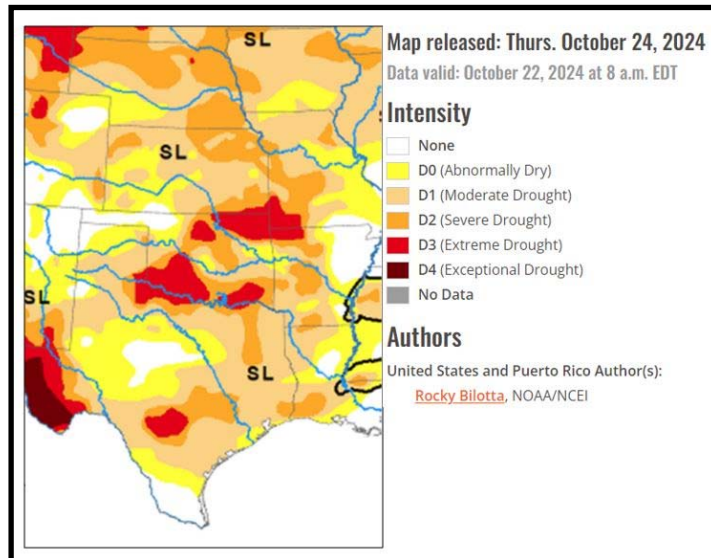 SL
SL
SL
SL
Map released: Thurs. October 24, 2024
Data valid: October 22, 2024 at 8 a.m. EDT
Intensity
None
D0 (Abnormally Dry)
D1 (Moderate Drought)
D2 (Severe Drought)
D3 (Extreme Drought)
D4 (Exceptional Drought)
No Data
Authors
United States and Puerto Rico Author(s):
Rocky Bilotta, NOAA/NCEI